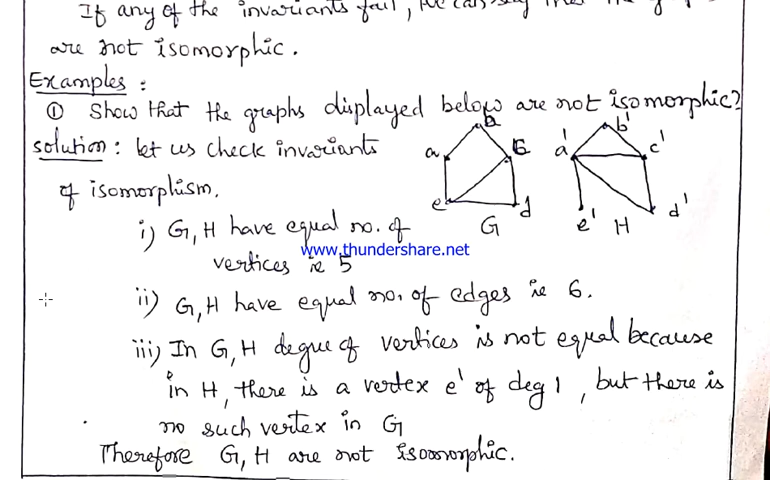 If any of the invariants fail, we can say that the g
are not isomorphic.
Examples :
① Show that the graphs displayed below are not isomorphic?
solution: let us check invariants
of isomorphism.
b
a
c
e
d
G
b'
a'
c'
e'
H
d'
i) G, H have equal no. of
vertices ie 5
www.thundershare.net
ii) G, H have equal no. of edges ie 6.
iii) In G, H degree of vertices is not equal because
in H, there is a vertex e' of deg 1, but there is
no such vertex in G
Therefore G, H are not isomorphic.